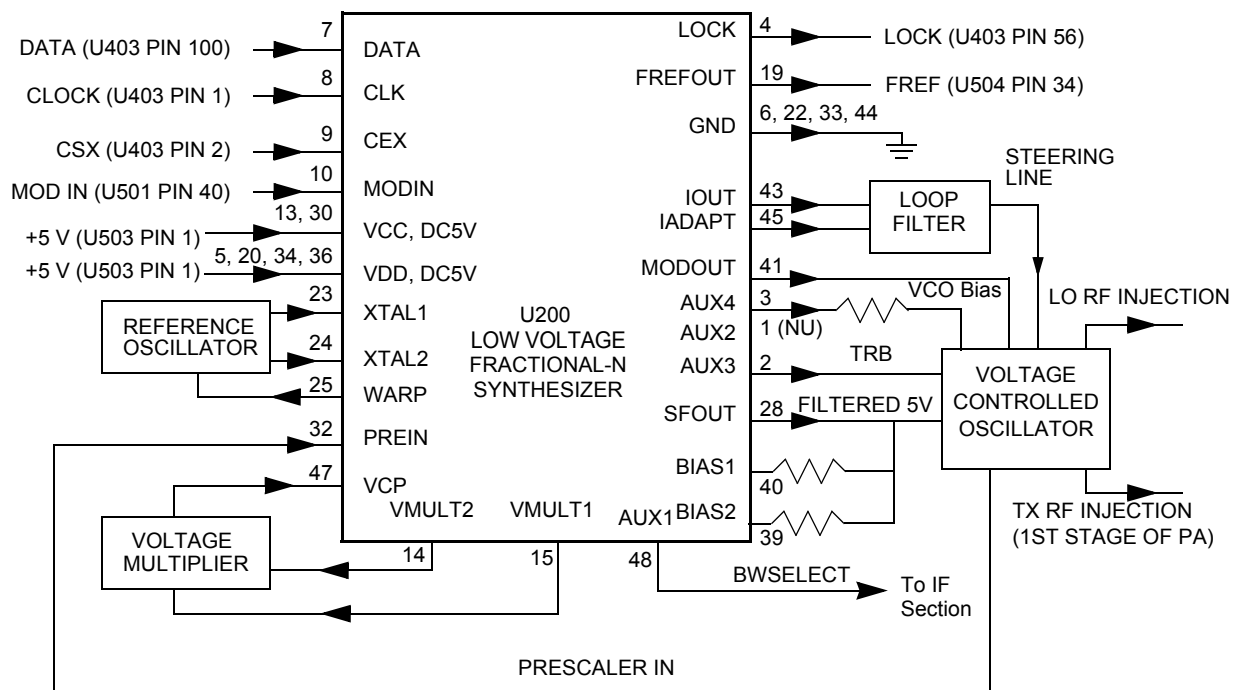 7
DATA (U403 PIN 100)
DATA
8
CLOCK (U403 PIN 1)
CLK
9
CSX (U403 PIN 2)
CEX
10
MOD IN (U501 PIN 40)
MODIN
13, 30
+5 V (U503 PIN 1)
VCC, DC5V
5, 20, 34, 36
+5 V (U503 PIN 1)
VDD, DC5V
23
XTAL1
REFERENCE
OSCILLATOR
24
XTAL2
25
WARP
32
PREIN
47
VCP
VOLTAGE
MULTIPLIER
U200
LOW VOLTAGE
FRACTIONAL-N
SYNTHESIZER
VMULT2
14
VMULT1
15
AUX1
48
BWSELECT
To IF
Section
LOCK
4
LOCK (U403 PIN 56)
FREFOUT
19
FREF (U504 PIN 34)
GND
6, 22, 33, 44
STEERING
LINE
IOUT
43
IADAPT
45
LOOP
FILTER
MODOUT
41
AUX4
3
VCO Bias
LO RF INJECTION
AUX2
1 (NU)
AUX3
2
TRB
VOLTAGE
CONTROLLED
OSCILLATOR
SFOUT
28
FILTERED 5V
BIAS1
40
BIAS2
39
TX RF INJECTION
(1ST STAGE OF PA)
PRESCALER IN